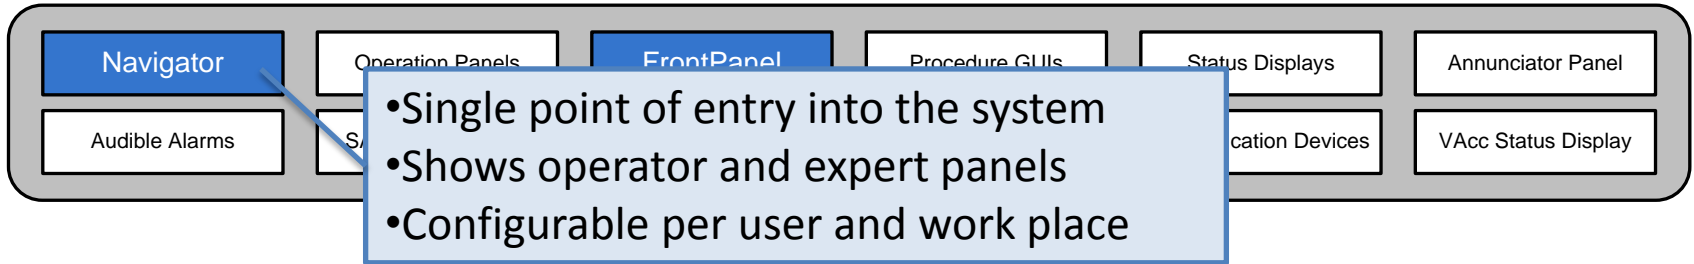 Navigator
Operation Panels
FrontPanel
Procedure GUIs
Status Displays
Annunciator Panel
•Single point of entry into the system
•Shows operator and expert panels
•Configurable per user and work place
Audible Alarms
VAcc Status Display
Devices